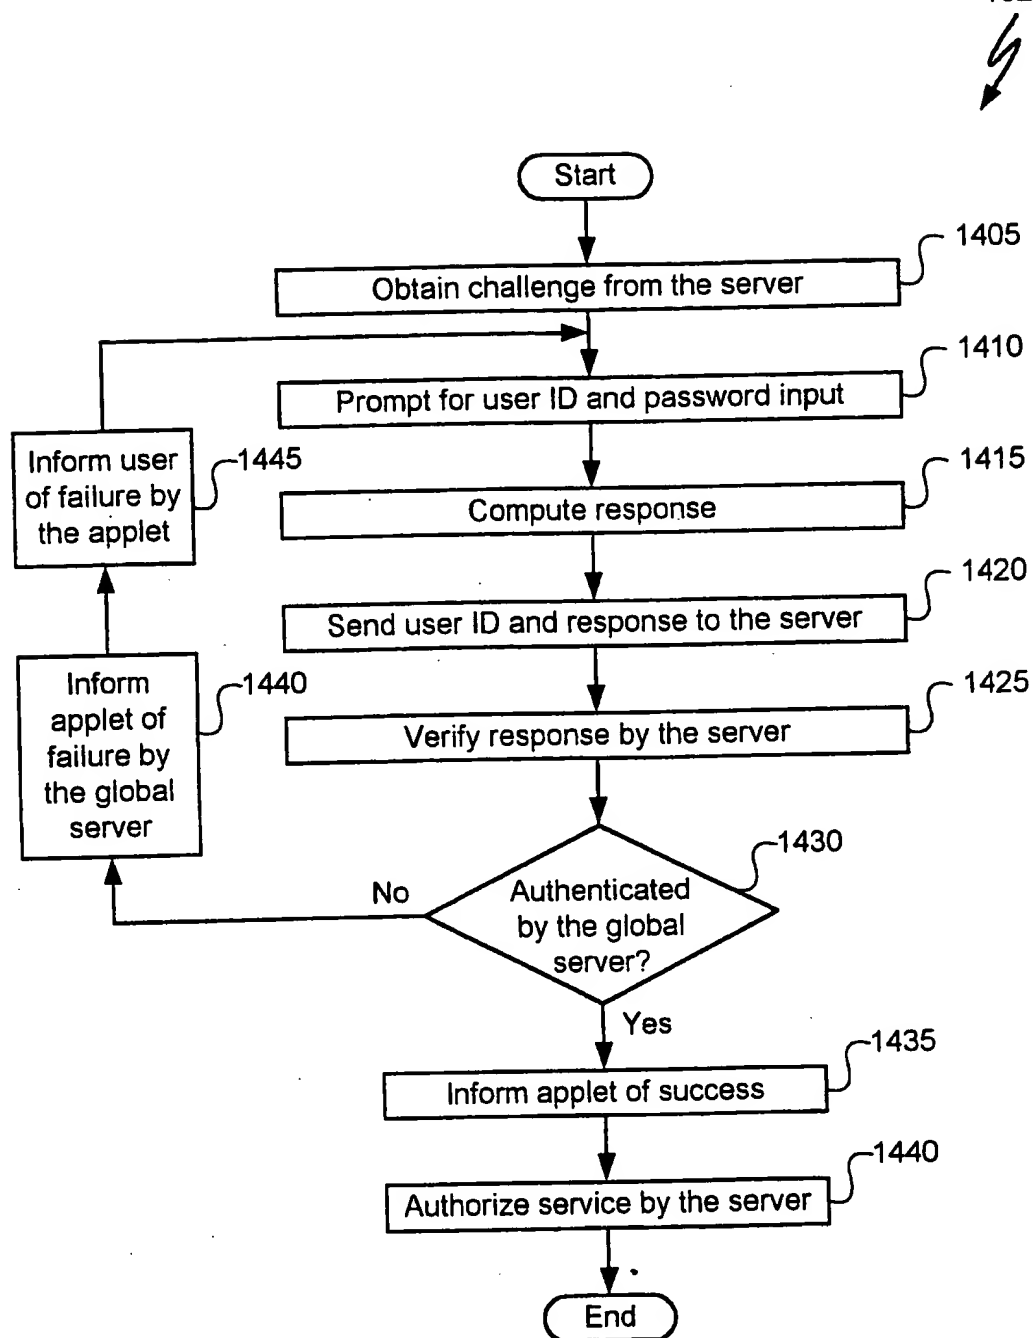 Start
1405
Obtain challenge from the server
1410
Prompt for user ID and password input
1445
Inform user
of failure by
the applet
1415
Compute response
1420
Send user ID and response to the server
1440
Inform
applet of
failure by
the global
server
1425
Verify response by the server
1430
No
Authenticated
by the global
server?
Yes
1435
Inform applet of success
1440
Authorize service by the server
End